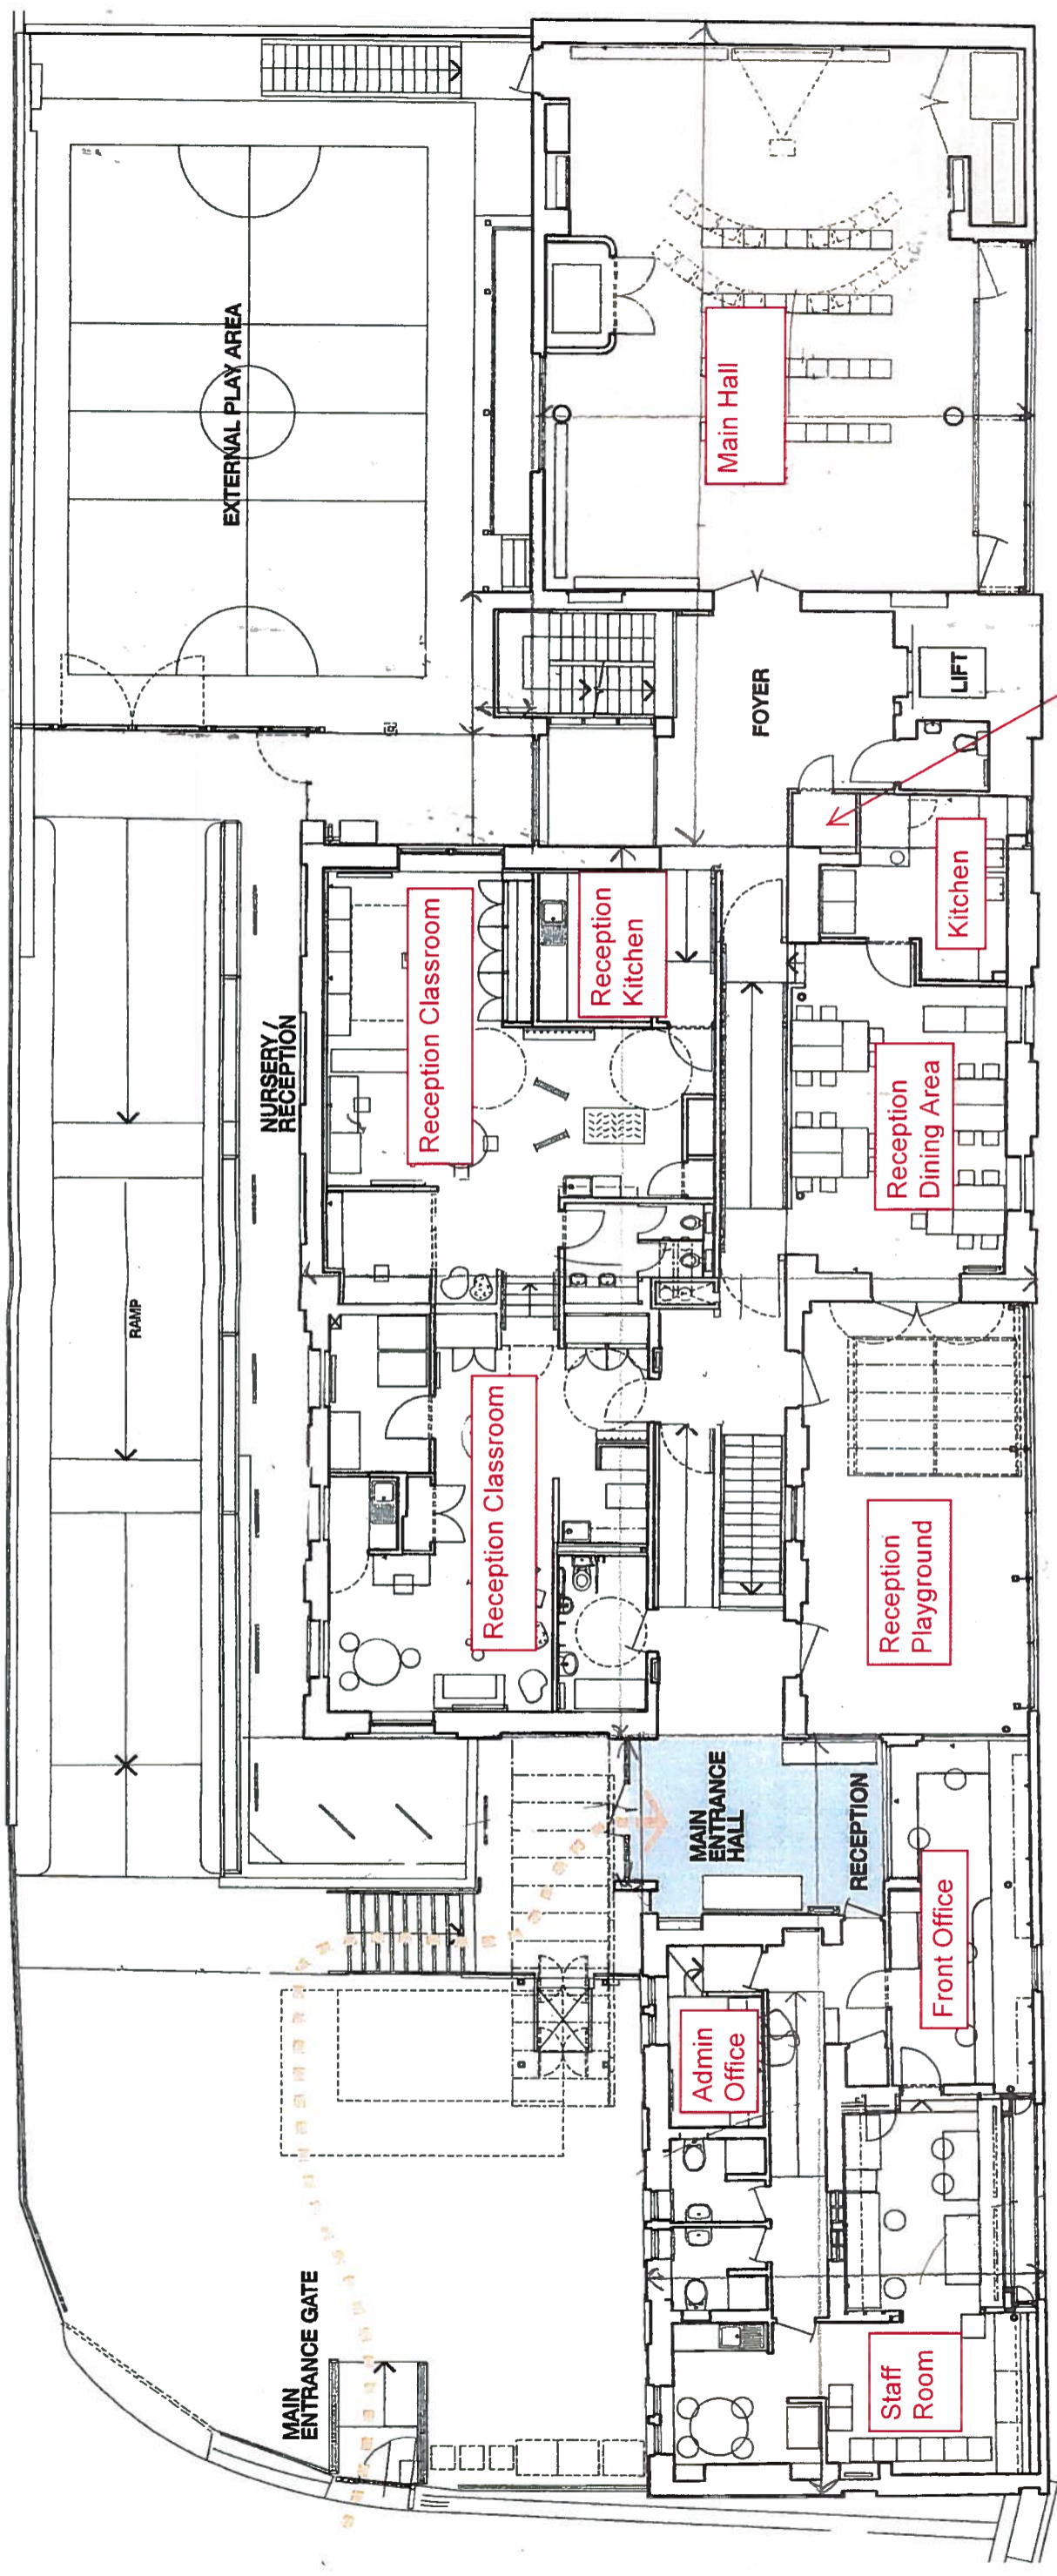 EXTERNAL PLAY AREA
Main Hall
FOYER
LIFT
RAMP
NURSERY /
RECEPTION
Reception Classroom
Reception
Kitchen
Kitchen
Reception
Dining Area
Reception Classroom
Reception
Playground
MAIN
ENTRANCE
HALL
RECEPTION
Front Office
Admin
Office
MAIN
ENTRANCE GATE
Staff
Room